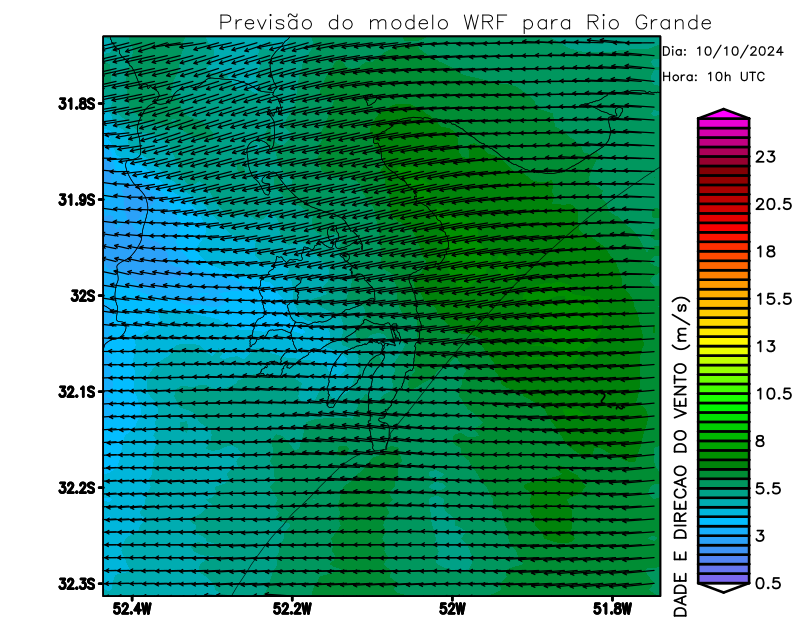 Previsão do modelo WRF para Rio Grande
Dia: 10/10/2024
Hora: 10h UTC
31.8S
31.9S
32S
32.1S
32.2S
32.3S
52.4W
52.2W
52W
51.8W
DADE E DIRECAO DO VENTO (m/s)
23
20.5
18
15.5
13
10.5
8
5.5
3
0.5